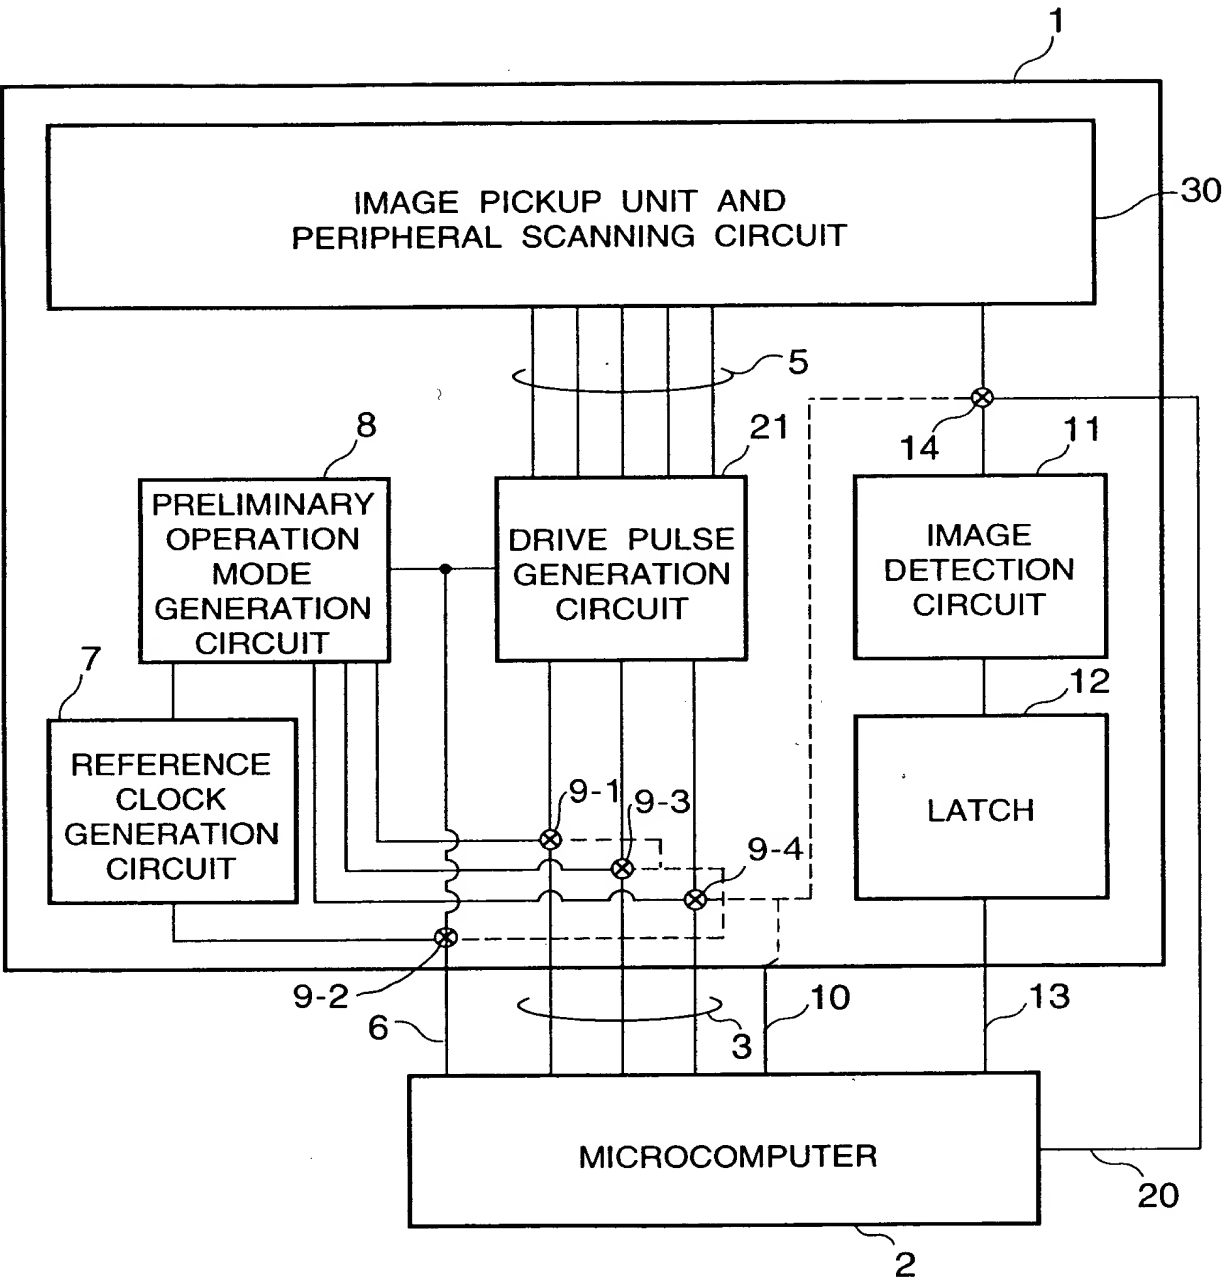 1
IMAGE PICKUP UNIT AND
PERIPHERAL SCANNING CIRCUIT
30
5
14
8
21
11
PRELIMINARY
OPERATION
MODE
GENERATION
CIRCUIT
DRIVE PULSE
GENERATION
CIRCUIT
IMAGE
DETECTION
CIRCUIT
7
12
REFERENCE
CLOCK
GENERATION
CIRCUIT
9-1
9-3
9-4
LATCH
9-2
6
3
10
13
MICROCOMPUTER
20
2